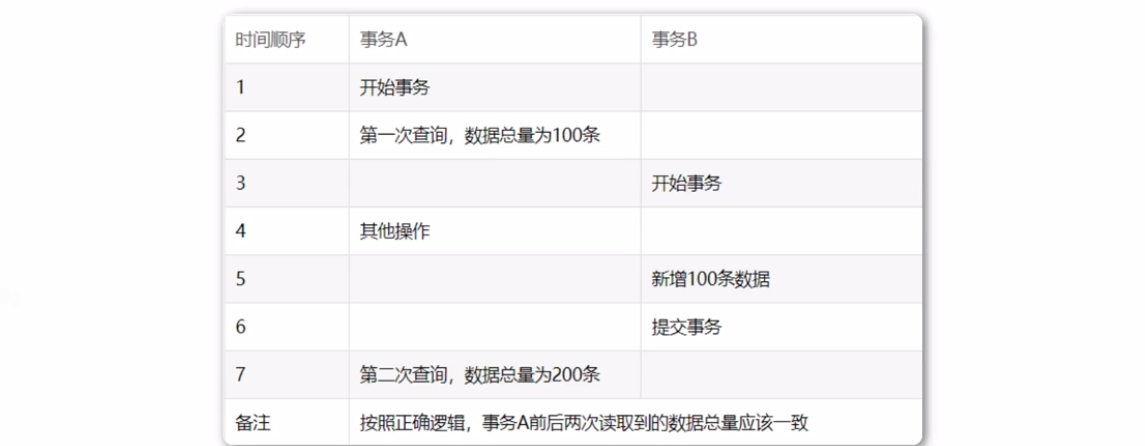 时间顺序 事务A 事务B
1 开始事务
2 第一次查询，数据总量为100条
3 开始事务
4 其他操作
5 新增100条数据
6 提交事务
7 第二次查询，数据总量为200条
备注 按照正确逻辑，事务A前后两次读取到的数据总量应该一致